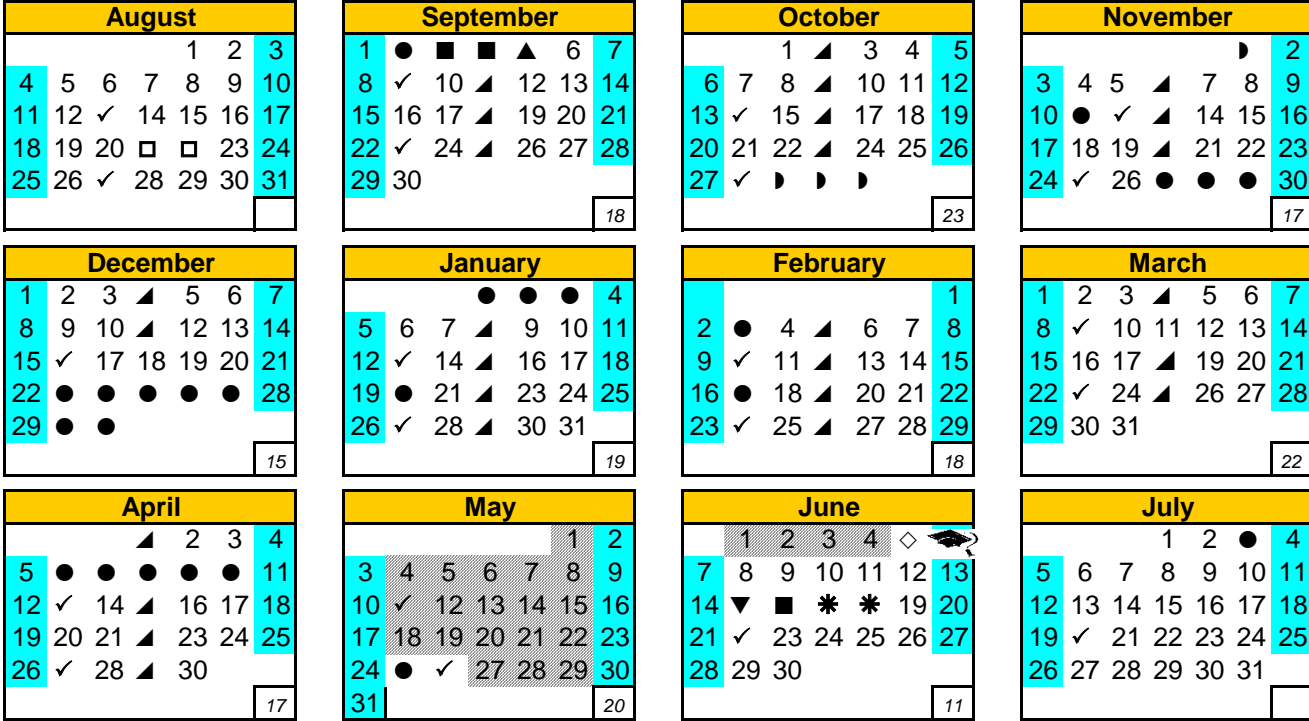 August
1 2 3
4 5 6 7 8 9 10
11 12 ✓ 14 15 16 17
18 19 20 □ □ 23 24
25 26 ✓ 28 29 30 31
September
1 ● ■ ■ ▲ 6 7
8 ✓ 10 ◢ 12 13 14
15 16 17 ◢ 19 20 21
22 ✓ 24 ◢ 26 27 28
29 30
18
October
1 ◢ 3 4 5
6 7 8 ◢ 10 11 12
13 ✓ 15 ◢ 17 18 19
20 21 22 ◢ 24 25 26
27 ✓ ◗ ◗ ◗
23
November
◗ 2
3 4 5 ◢ 7 8 9
10 ● ✓ ◢ 14 15 16
17 18 19 ◢ 21 22 23
24 ✓ 26 ● ● ● 30
17
December
1 2 3 ◢ 5 6 7
8 9 10 ◢ 12 13 14
15 ✓ 17 18 19 20 21
22 ● ● ● ● ● 28
29 ● ●
15
January
● ● ● 4
5 6 7 ◢ 9 10 11
12 ✓ 14 ◢ 16 17 18
19 ● 21 ◢ 23 24 25
26 ✓ 28 ◢ 30 31
19
February
1
2 ● 4 ◢ 6 7 8
9 ✓ 11 ◢ 13 14 15
16 ● 18 ◢ 20 21 22
23 ✓ 25 ◢ 27 28 29
18
March
1 2 3 ◢ 5 6 7
8 ✓ 10 11 12 13 14
15 16 17 ◢ 19 20 21
22 ✓ 24 ◢ 26 27 28
29 30 31
22
April
◢ 2 3 4
5 ● ● ● ● ● 11
12 ✓ 14 ◢ 16 17 18
19 20 21 ◢ 23 24 25
26 ✓ 28 ◢ 30
17
May
1 2
3 4 5 6 7 8 9
10 ✓ 12 13 14 15 16
17 18 19 20 21 22 23
24 ● ✓ 27 28 29 30
31
20
June
1 2 3 4 ◇
7 8 9 10 11 12 13
14 ▼ ■ ✱ ✱ 19 20
21 ✓ 23 24 25 26 27
28 29 30
11
July
1 2 ● 4
5 6 7 8 9 10 11
12 13 14 15 16 17 18
19 ✓ 21 22 23 24 25
26 27 28 29 30 31